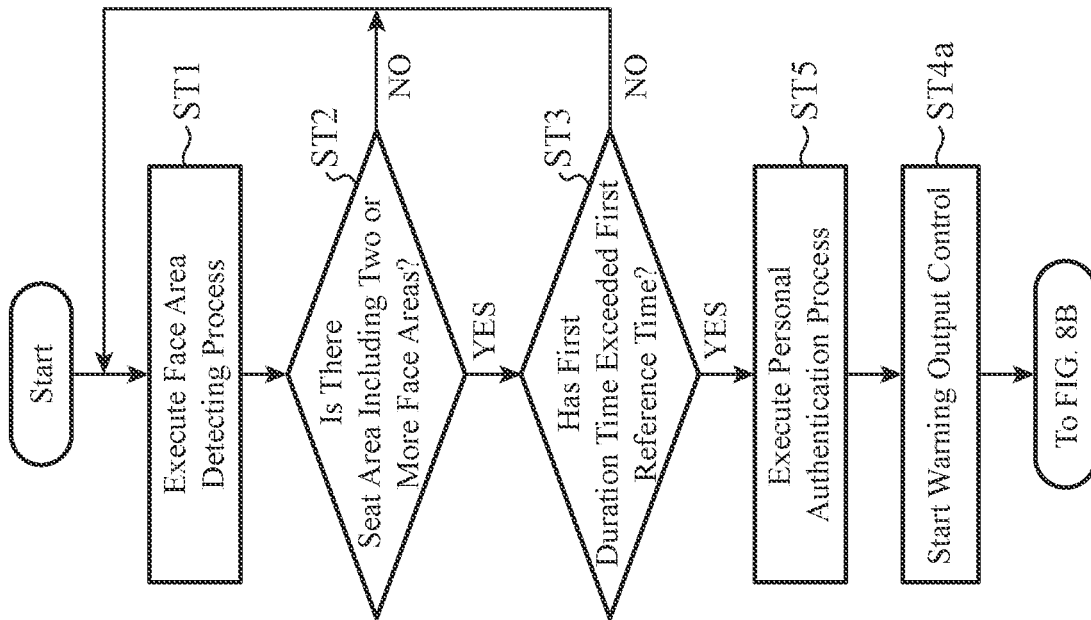 Start
Execute Face Area
Detecting Process
ST1
Is There
Seat Area Including Two or
More Face Areas?
ST2
NO
YES
Has First
Duration Time Exceeded First
Reference Time?
ST3
NO
YES
Execute Personal
Authentication Process
ST5
Start Warning Output Control
ST4a
To FIG. 8B